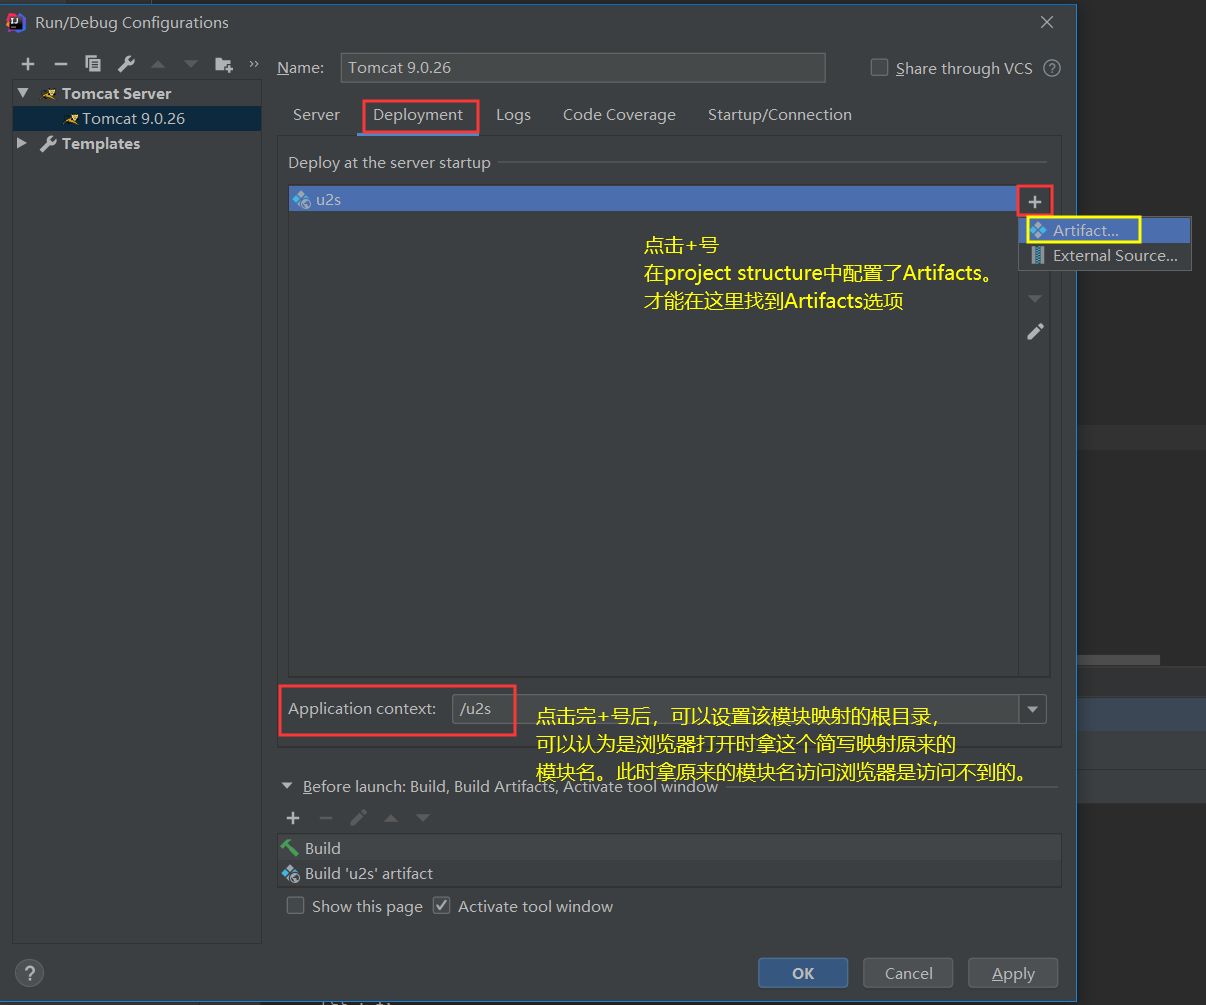 Run/Debug Configurations
Name: Tomcat 9.0.26
Share through VCS ?
Tomcat Server
Tomcat 9.0.26
Templates
Server Deployment Logs Code Coverage Startup/Connection
Deploy at the server startup
u2s
Artifact...
External Source...
点击+号
在project structure中配置了Artifacts。
才能在这里找到Artifacts选项
Application context: /u2s
点击完+号后，可以设置该模块映射的根目录，
可以认为是浏览器打开时拿这个简写映射原来的
模块名。此时拿原来的模块名访问浏览器是访问不到的。
Before launch: Build, Build Artifacts, Activate tool window
Build
Build 'u2s' artifact
Show this page Activate tool window
? OK Cancel Apply